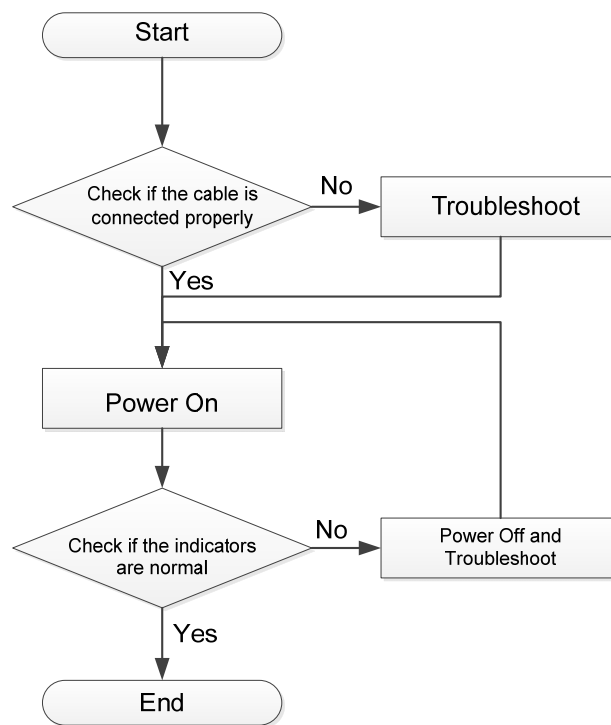 Start
Check if the cable is
connected properly
No
Troubleshoot
Yes
Power On
Check if the indicators
are normal
No
Power Off and
Troubleshoot
Yes
End